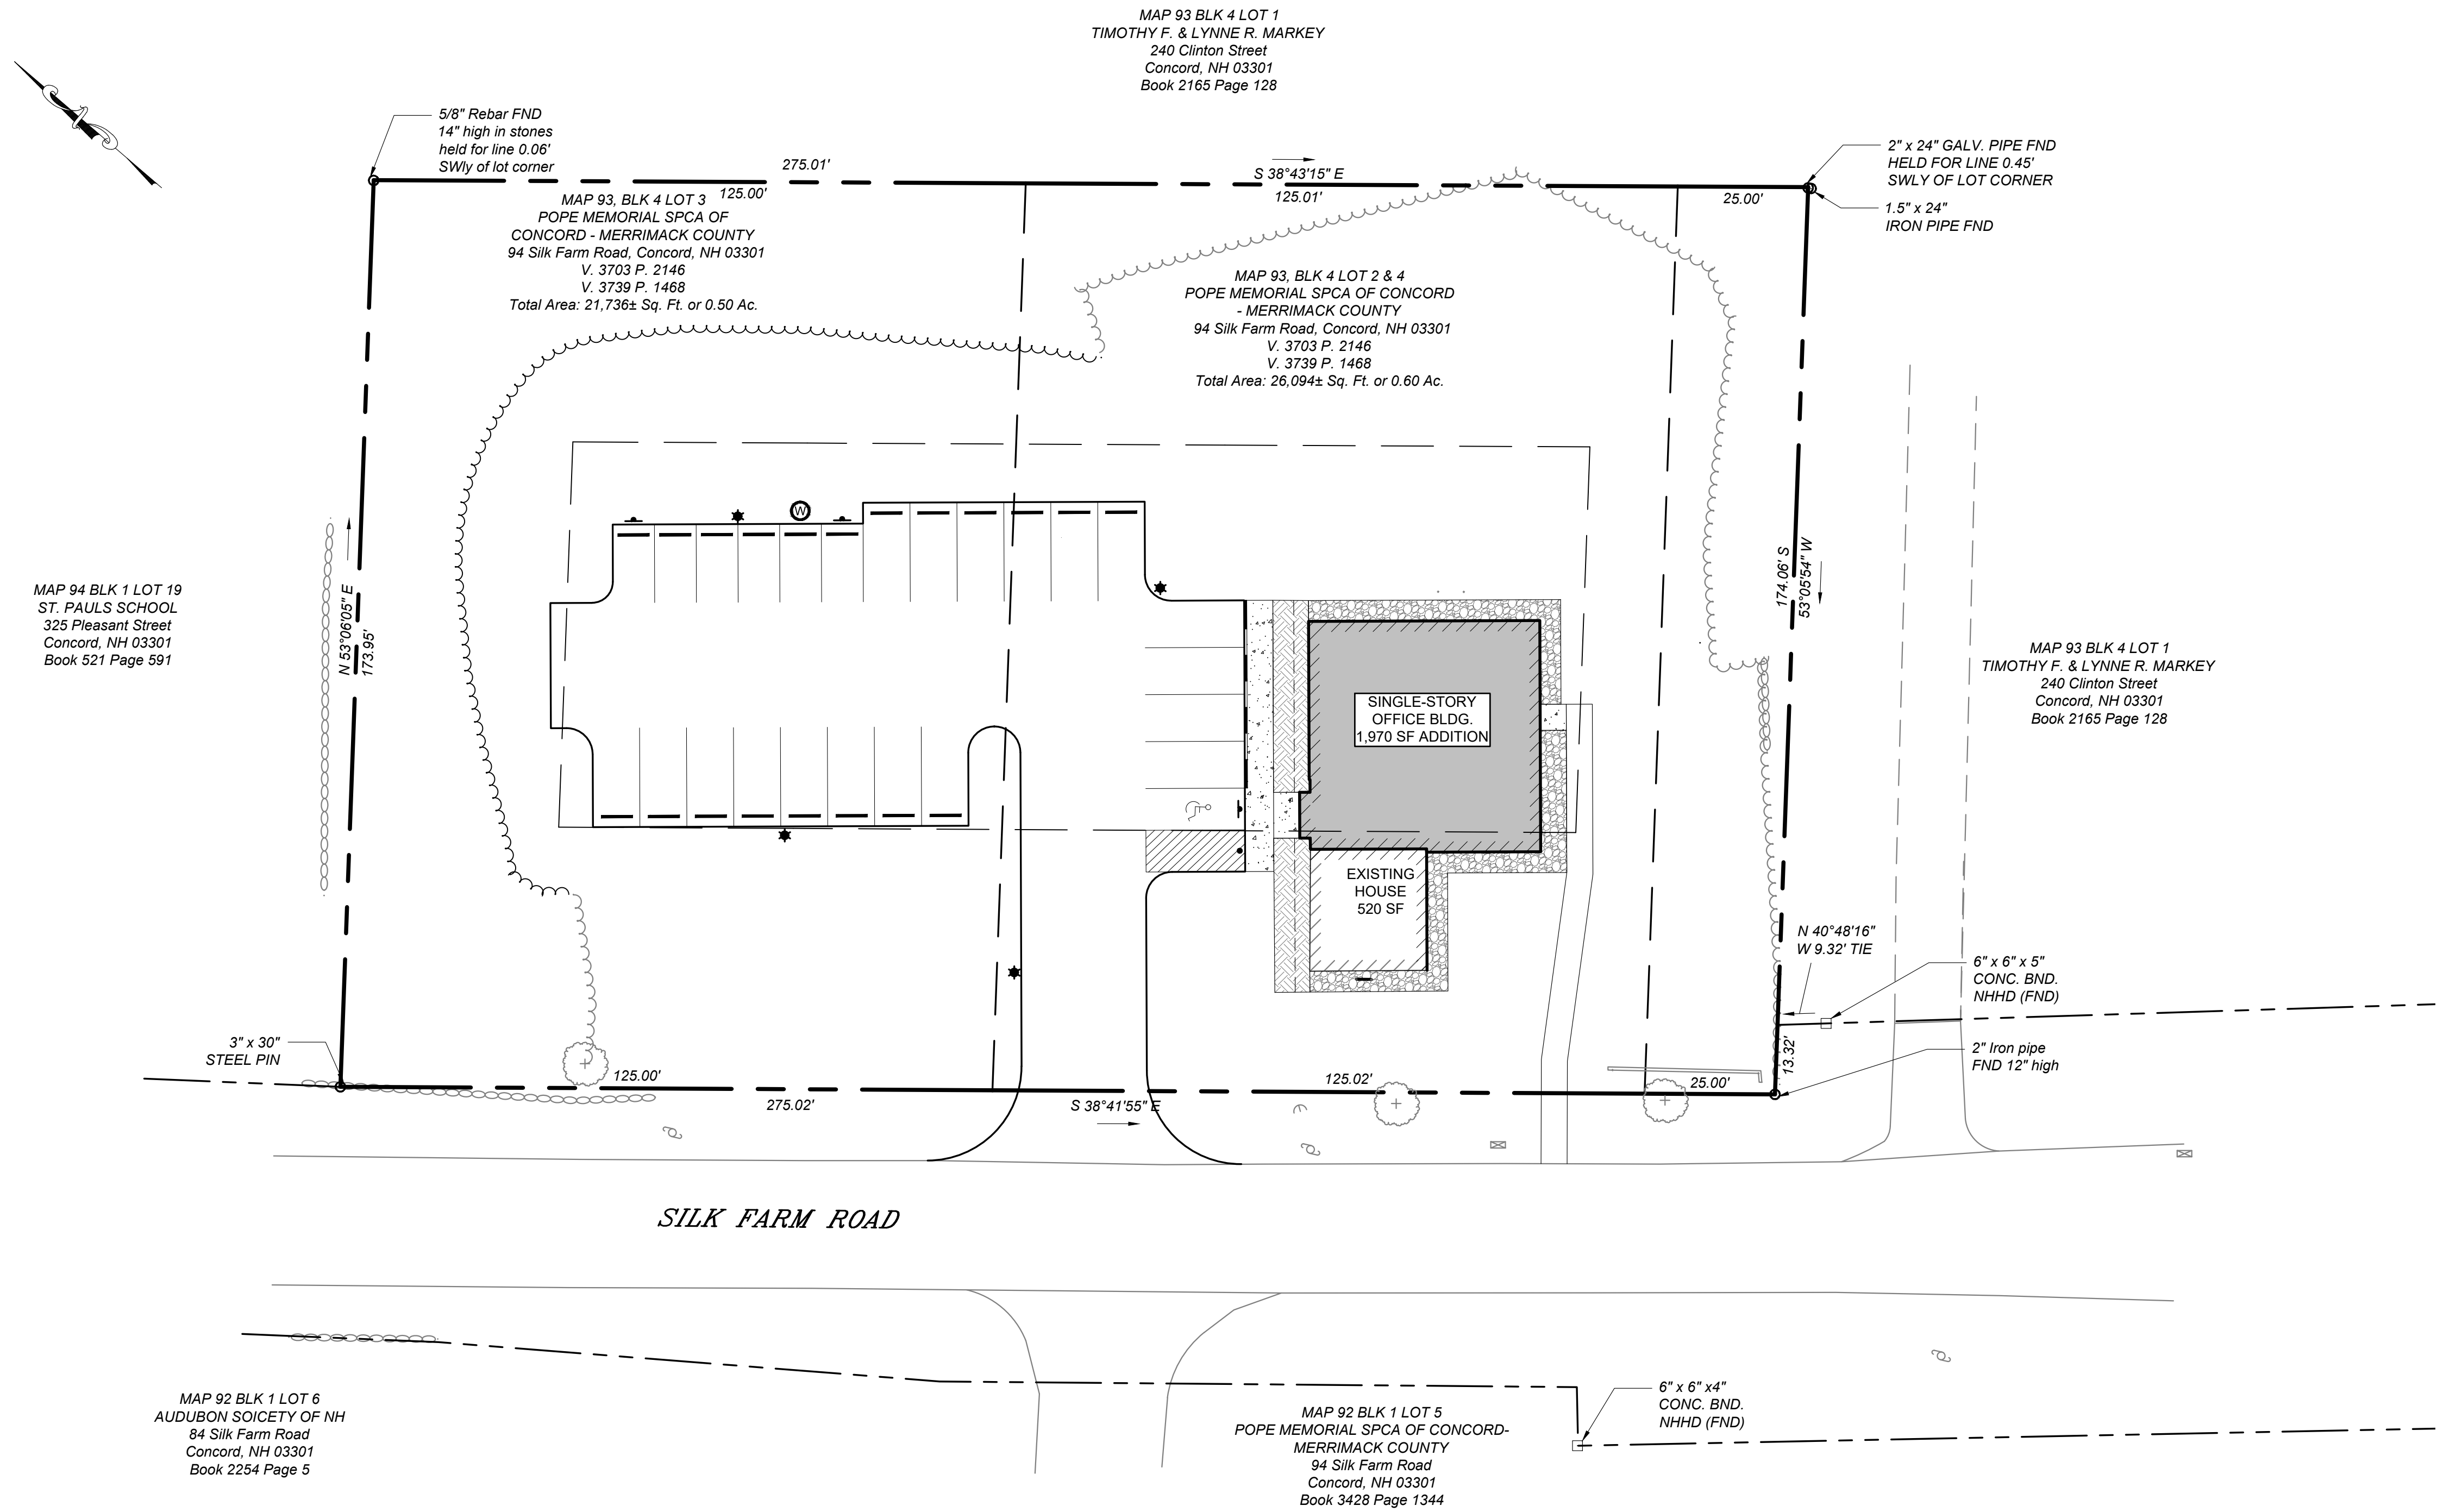 MAP 93 BLK 4 LOT 1
TIMOTHY F. & LYNNE R. MARKEY
240 Clinton Street
Concord, NH 03301
Book 2165 Page 128
5/8" Rebar FND
14" high in stones
held for line 0.06'
SWly of lot corner
275.01'
125.00'
S 38°43'15" E
125.01'
25.00'
2" x 24" GALV. PIPE FND
HELD FOR LINE 0.45'
SWLY OF LOT CORNER
1.5" x 24"
IRON PIPE FND
MAP 93, BLK 4 LOT 3
POPE MEMORIAL SPCA OF
CONCORD - MERRIMACK COUNTY
94 Silk Farm Road, Concord, NH 03301
V. 3703 P. 2146
V. 3739 P. 1468
Total Area: 21,736± Sq. Ft. or 0.50 Ac.
MAP 93, BLK 4 LOT 2 & 4
POPE MEMORIAL SPCA OF CONCORD
- MERRIMACK COUNTY
94 Silk Farm Road, Concord, NH 03301
V. 3703 P. 2146
V. 3739 P. 1468
Total Area: 26,094± Sq. Ft. or 0.60 Ac.
W
MAP 94 BLK 1 LOT 19
ST. PAULS SCHOOL
325 Pleasant Street
Concord, NH 03301
Book 521 Page 591
N 53°06'05" E
173.95'
174.06' S
53°05'54" W
MAP 93 BLK 4 LOT 1
TIMOTHY F. & LYNNE R. MARKEY
240 Clinton Street
Concord, NH 03301
Book 2165 Page 128
SINGLE-STORY
OFFICE BLDG.
1,970 SF ADDITION
EXISTING
HOUSE
520 SF
N 40°48'16"
W 9.32' TIE
6" x 6" x 5"
CONC. BND.
NHHD (FND)
3" x 30"
STEEL PIN
13.32'
2" Iron pipe
FND 12" high
125.00'
275.02'
S 38°41'55" E
125.02'
25.00'
SILK FARM ROAD
MAP 92 BLK 1 LOT 6
AUDUBON SOICETY OF NH
84 Silk Farm Road
Concord, NH 03301
Book 2254 Page 5
MAP 92 BLK 1 LOT 5
POPE MEMORIAL SPCA OF CONCORD-
MERRIMACK COUNTY
94 Silk Farm Road
Concord, NH 03301
Book 3428 Page 1344
6" x 6" x4"
CONC. BND.
NHHD (FND)